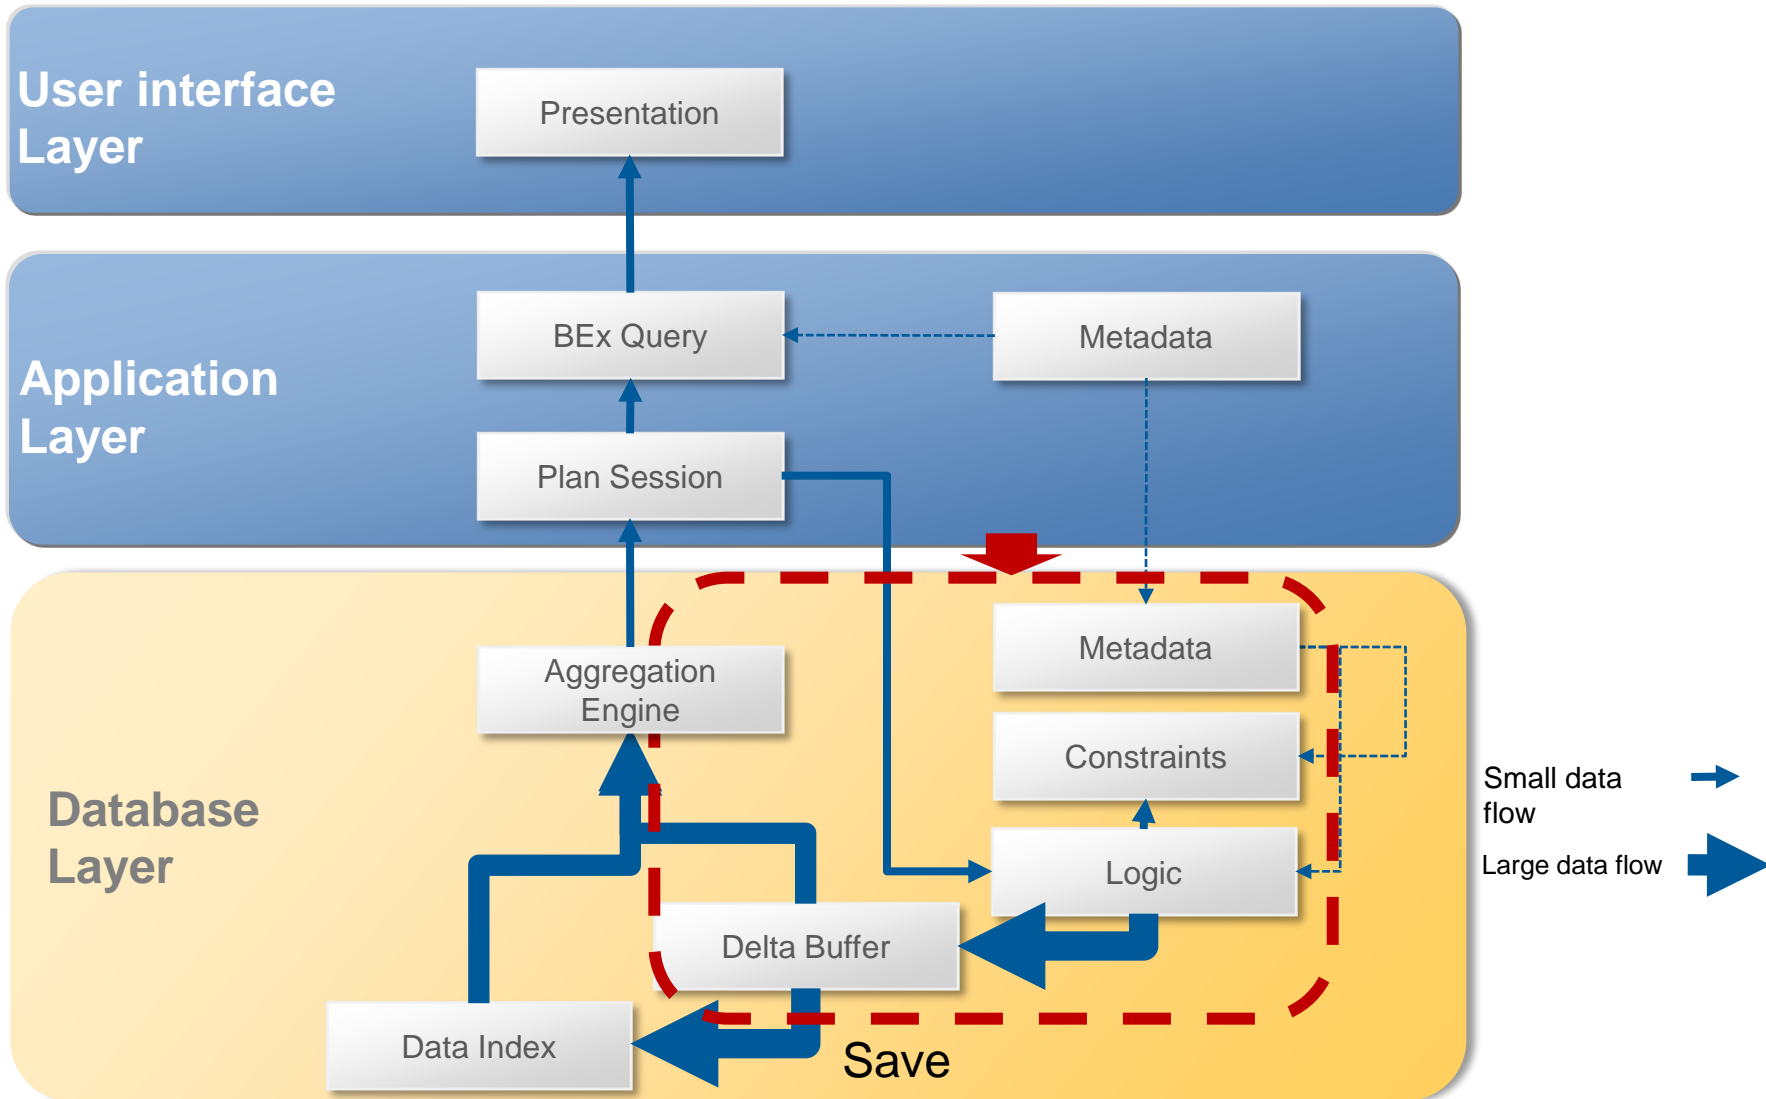 User interface
Layer
Presentation
Application
Layer
BEx Query
Metadata
Plan Session
Database
Layer
Aggregation
Engine
Metadata
Constraints
Logic
Delta Buffer
Data Index
Save
Small data
flow
Large data flow